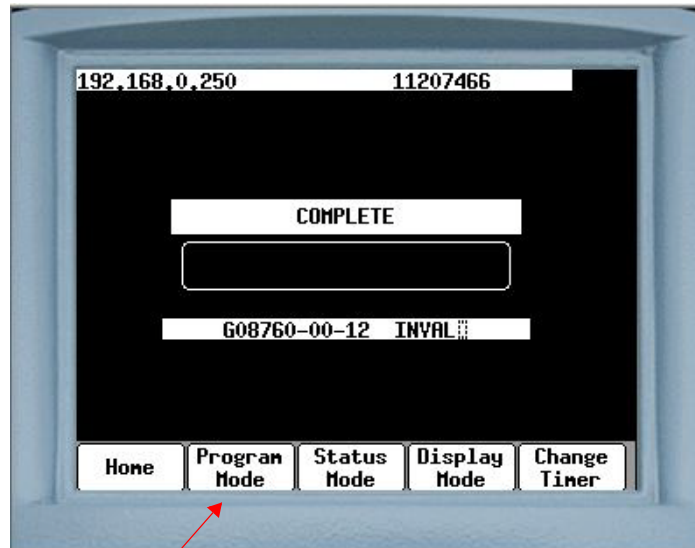 192.168.0.250 11207466
COMPLETE
G08760-00-12 INVAL
Home
Program
Mode
Status
Mode
Display
Mode
Change
Timer